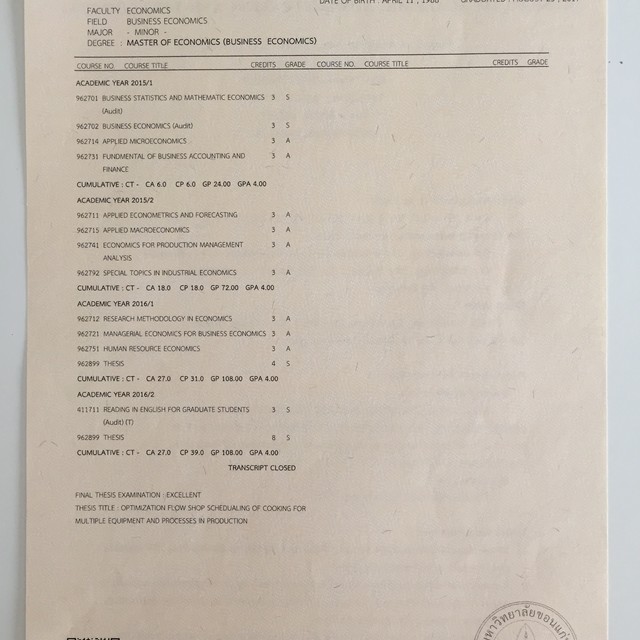 DATE OF BIRTH : APRIL 11 , 1988
FACULTY ECONOMICS
FIELD BUSINESS ECONOMICS
MAJOR - MINOR -
DEGREE : MASTER OF ECONOMICS (BUSINESS ECONOMICS)
COURSE NO. COURSE TITLE CREDITS GRADE COURSE NO. COURSE TITLE CREDITS GRADE
ACADEMIC YEAR 2015/1
962701 BUSINESS STATISTICS AND MATHEMATIC ECONOMICS 3 S
(Audit)
962702 BUSINESS ECONOMICS (Audit) 3 S
962714 APPLIED MICROECONOMICS 3 A
962731 FUNDMENTAL OF BUSINESS ACCOUNTING AND 3 A
FINANCE
CUMULATIVE : CT - CA 6.0 CP 6.0 GP 24.00 GPA 4.00
ACADEMIC YEAR 2015/2
962711 APPLIED ECONOMETRICS AND FORECASTING 3 A
962715 APPLIED MACROECONOMICS 3 A
962741 ECONOMICS FOR PRODUCTION MANAGEMENT 3 A
ANALYSIS
962792 SPECIAL TOPICS IN INDUSTRIAL ECONOMICS 3 A
CUMULATIVE : CT - CA 18.0 CP 18.0 GP 72.00 GPA 4.00
ACADEMIC YEAR 2016/1
962712 RESEARCH METHODOLOGY IN ECONOMICS 3 A
962721 MANAGERIAL ECONOMICS FOR BUSINESS ECONOMICS 3 A
962751 HUMAN RESOURCE ECONOMICS 3 A
962899 THESIS 4 S
CUMULATIVE : CT - CA 27.0 CP 31.0 GP 108.00 GPA 4.00
ACADEMIC YEAR 2016/2
411711 READING IN ENGLISH FOR GRADUATE STUDENTS 3 S
(Audit) (T)
962899 THESIS 8 S
CUMULATIVE : CT - CA 27.0 CP 39.0 GP 108.00 GPA 4.00
TRANSCRIPT CLOSED
FINAL THESIS EXAMINATION : EXCELLENT
THESIS TITLE : OPTIMIZATION FLOW SHOP SCHEDUALING OF COOKING FOR
MULTIPLE EQUIPMENT AND PROCESSES IN PRODUCTION